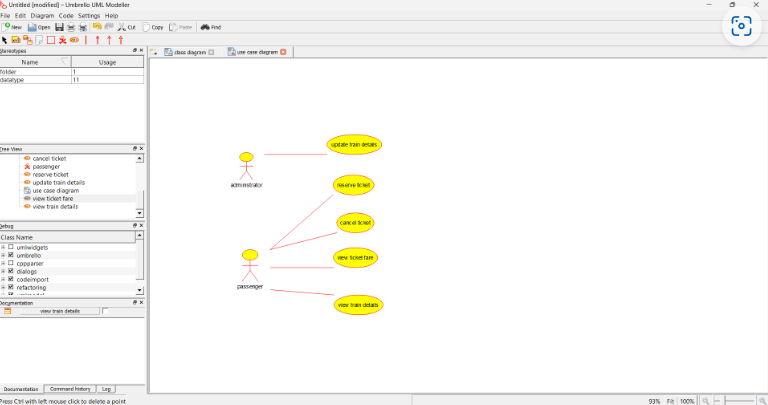 Untitled [modified] – Umbrello UML Modeller
File Edit Diagram Code Settings Help
New Open Cut Copy Paste Find
Stereotypes
Name Usage
folder 1
datatype 11
Tree View
cancel ticket
passenger
reserve ticket
update train details
use case diagram
view ticket fare
view train details
Debug
Class Name
umlwidgets
umbrello
cppparser
dialogs
codeimport
refactoring
Documentation
view train details
Documentation Command history Log
Press Ctrl with left mouse click to delete a point
class diagram use case diagram
update train details
administrator
reserve ticket
cancel ticket
view ticket fare
passenger
view train details
93% Fit 100%